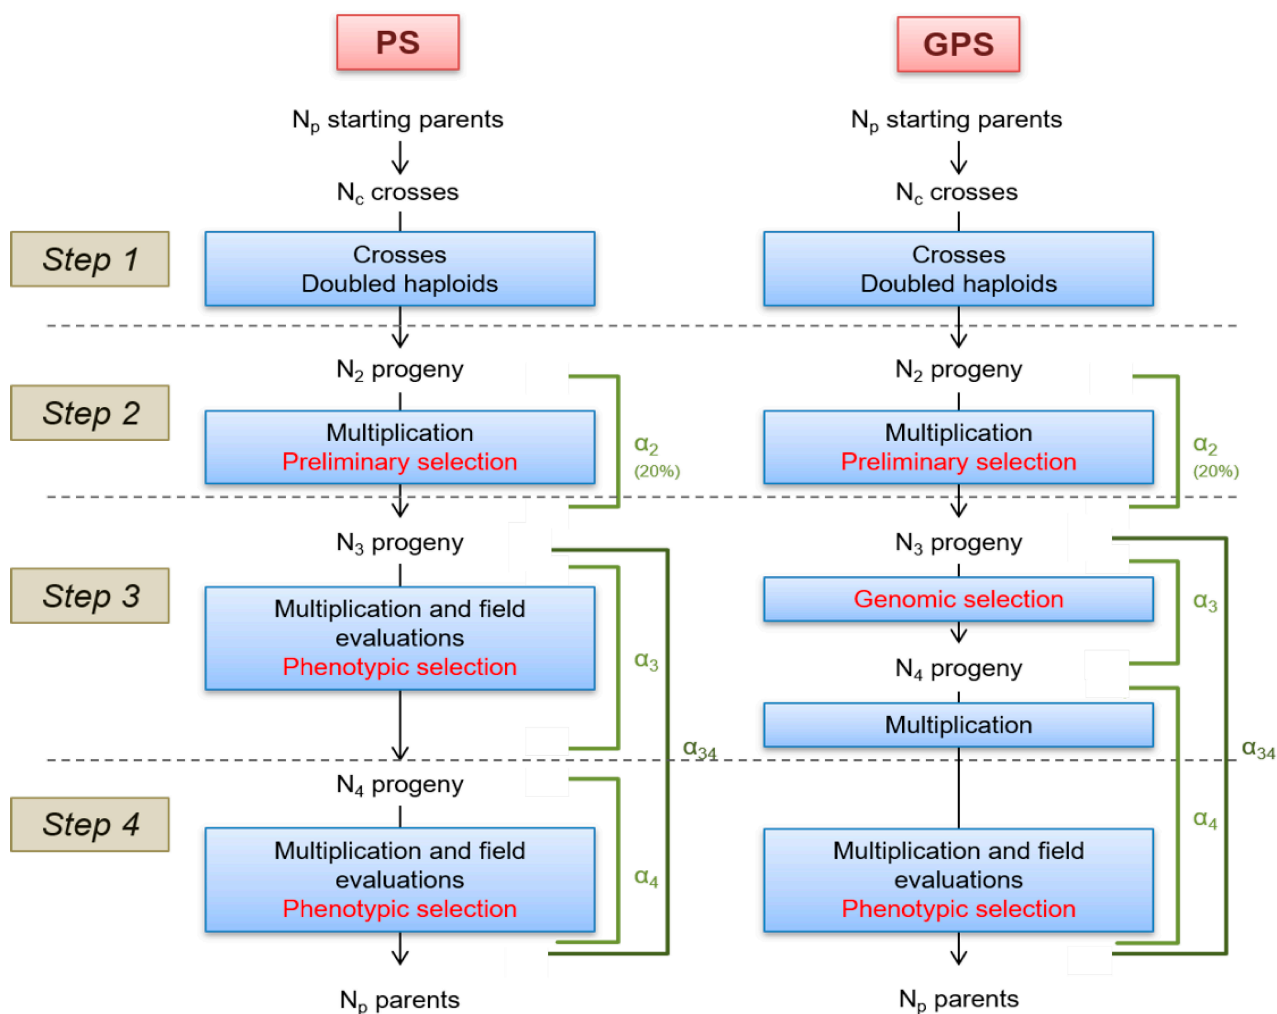 PS
GPS
Nₚ starting parents
Nₚ starting parents
N꜀ crosses
N꜀ crosses
Step 1
Crosses
Doubled haploids
Crosses
Doubled haploids
N₂ progeny
N₂ progeny
Step 2
Multiplication
Preliminary selection
α₂
(20%)
Multiplication
Preliminary selection
α₂
(20%)
N₃ progeny
N₃ progeny
Step 3
Multiplication and field
evaluations
Phenotypic selection
α₃
Genomic selection
α₃
N₄ progeny
Multiplication
α₃₄
α₃₄
N₄ progeny
Step 4
Multiplication and field
evaluations
Phenotypic selection
α₄
Multiplication and field
evaluations
Phenotypic selection
α₄
Nₚ parents
Nₚ parents